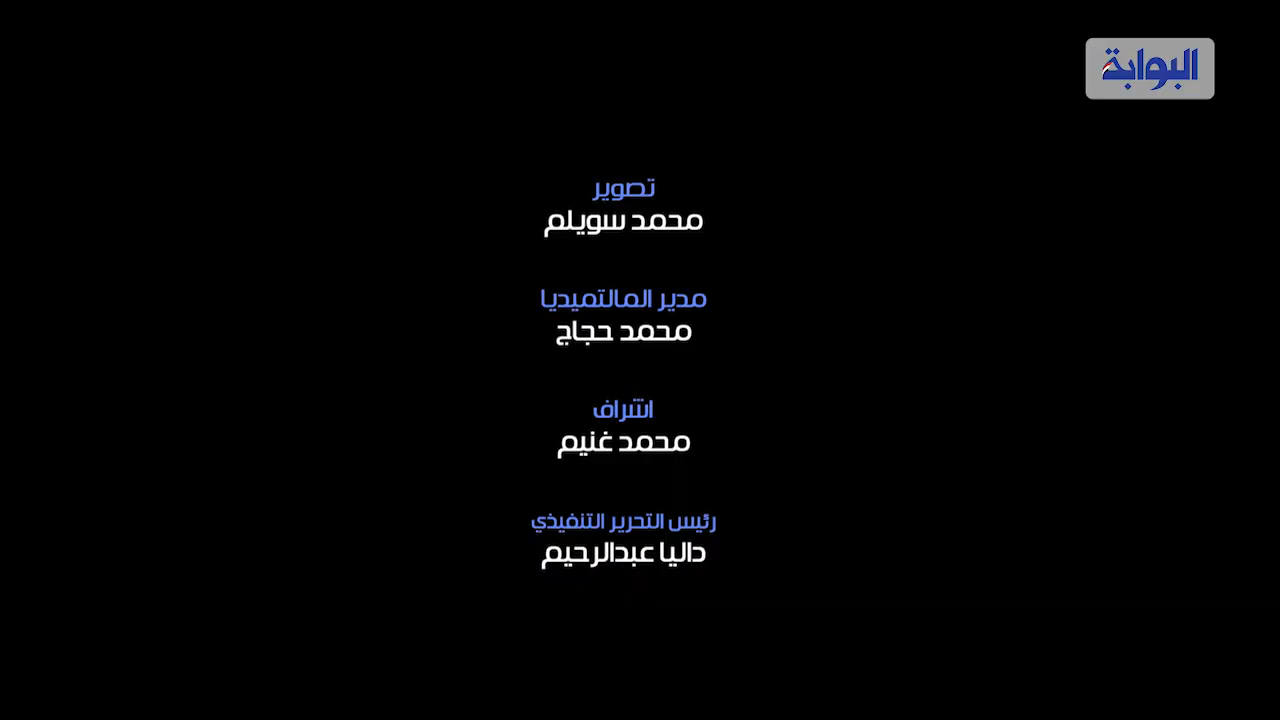 البوابة
تصوير
محمد سويلم
مدير المالتميديا
محمد حجاج
اشراف
محمد غنيم
رئيس التحرير التنفيذي
داليا عبدالرحيم